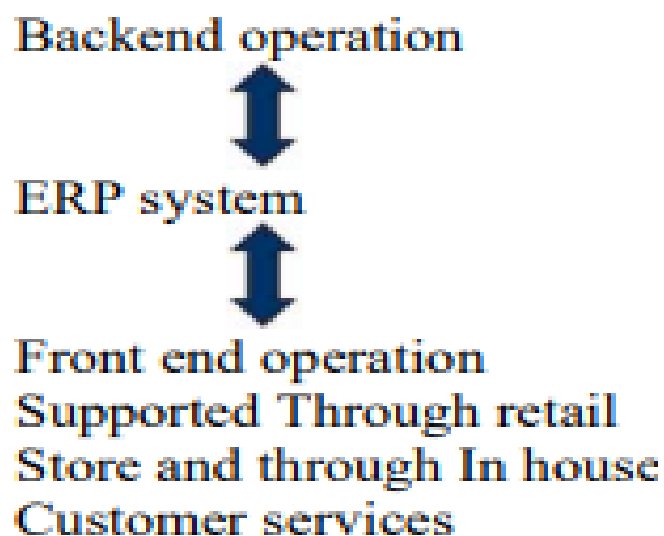 Backend operation
ERP system
Front end operation
Supported Through retail
Store and through In house
Customer services